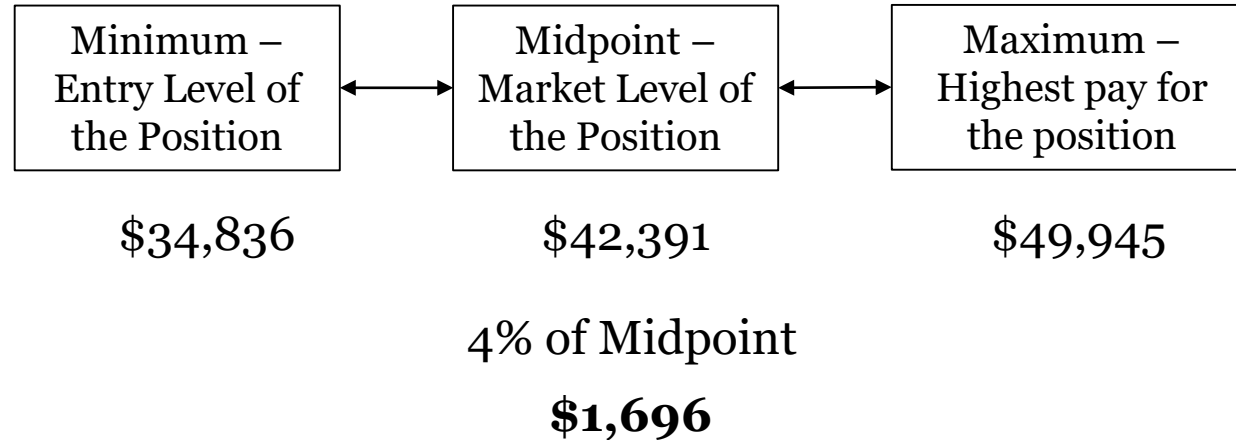 Minimum –
Entry Level of
the Position
Midpoint –
Market Level of
the Position
Maximum –
Highest pay for
the position
$34,836
$42,391
$49,945
4% of Midpoint
$1,696